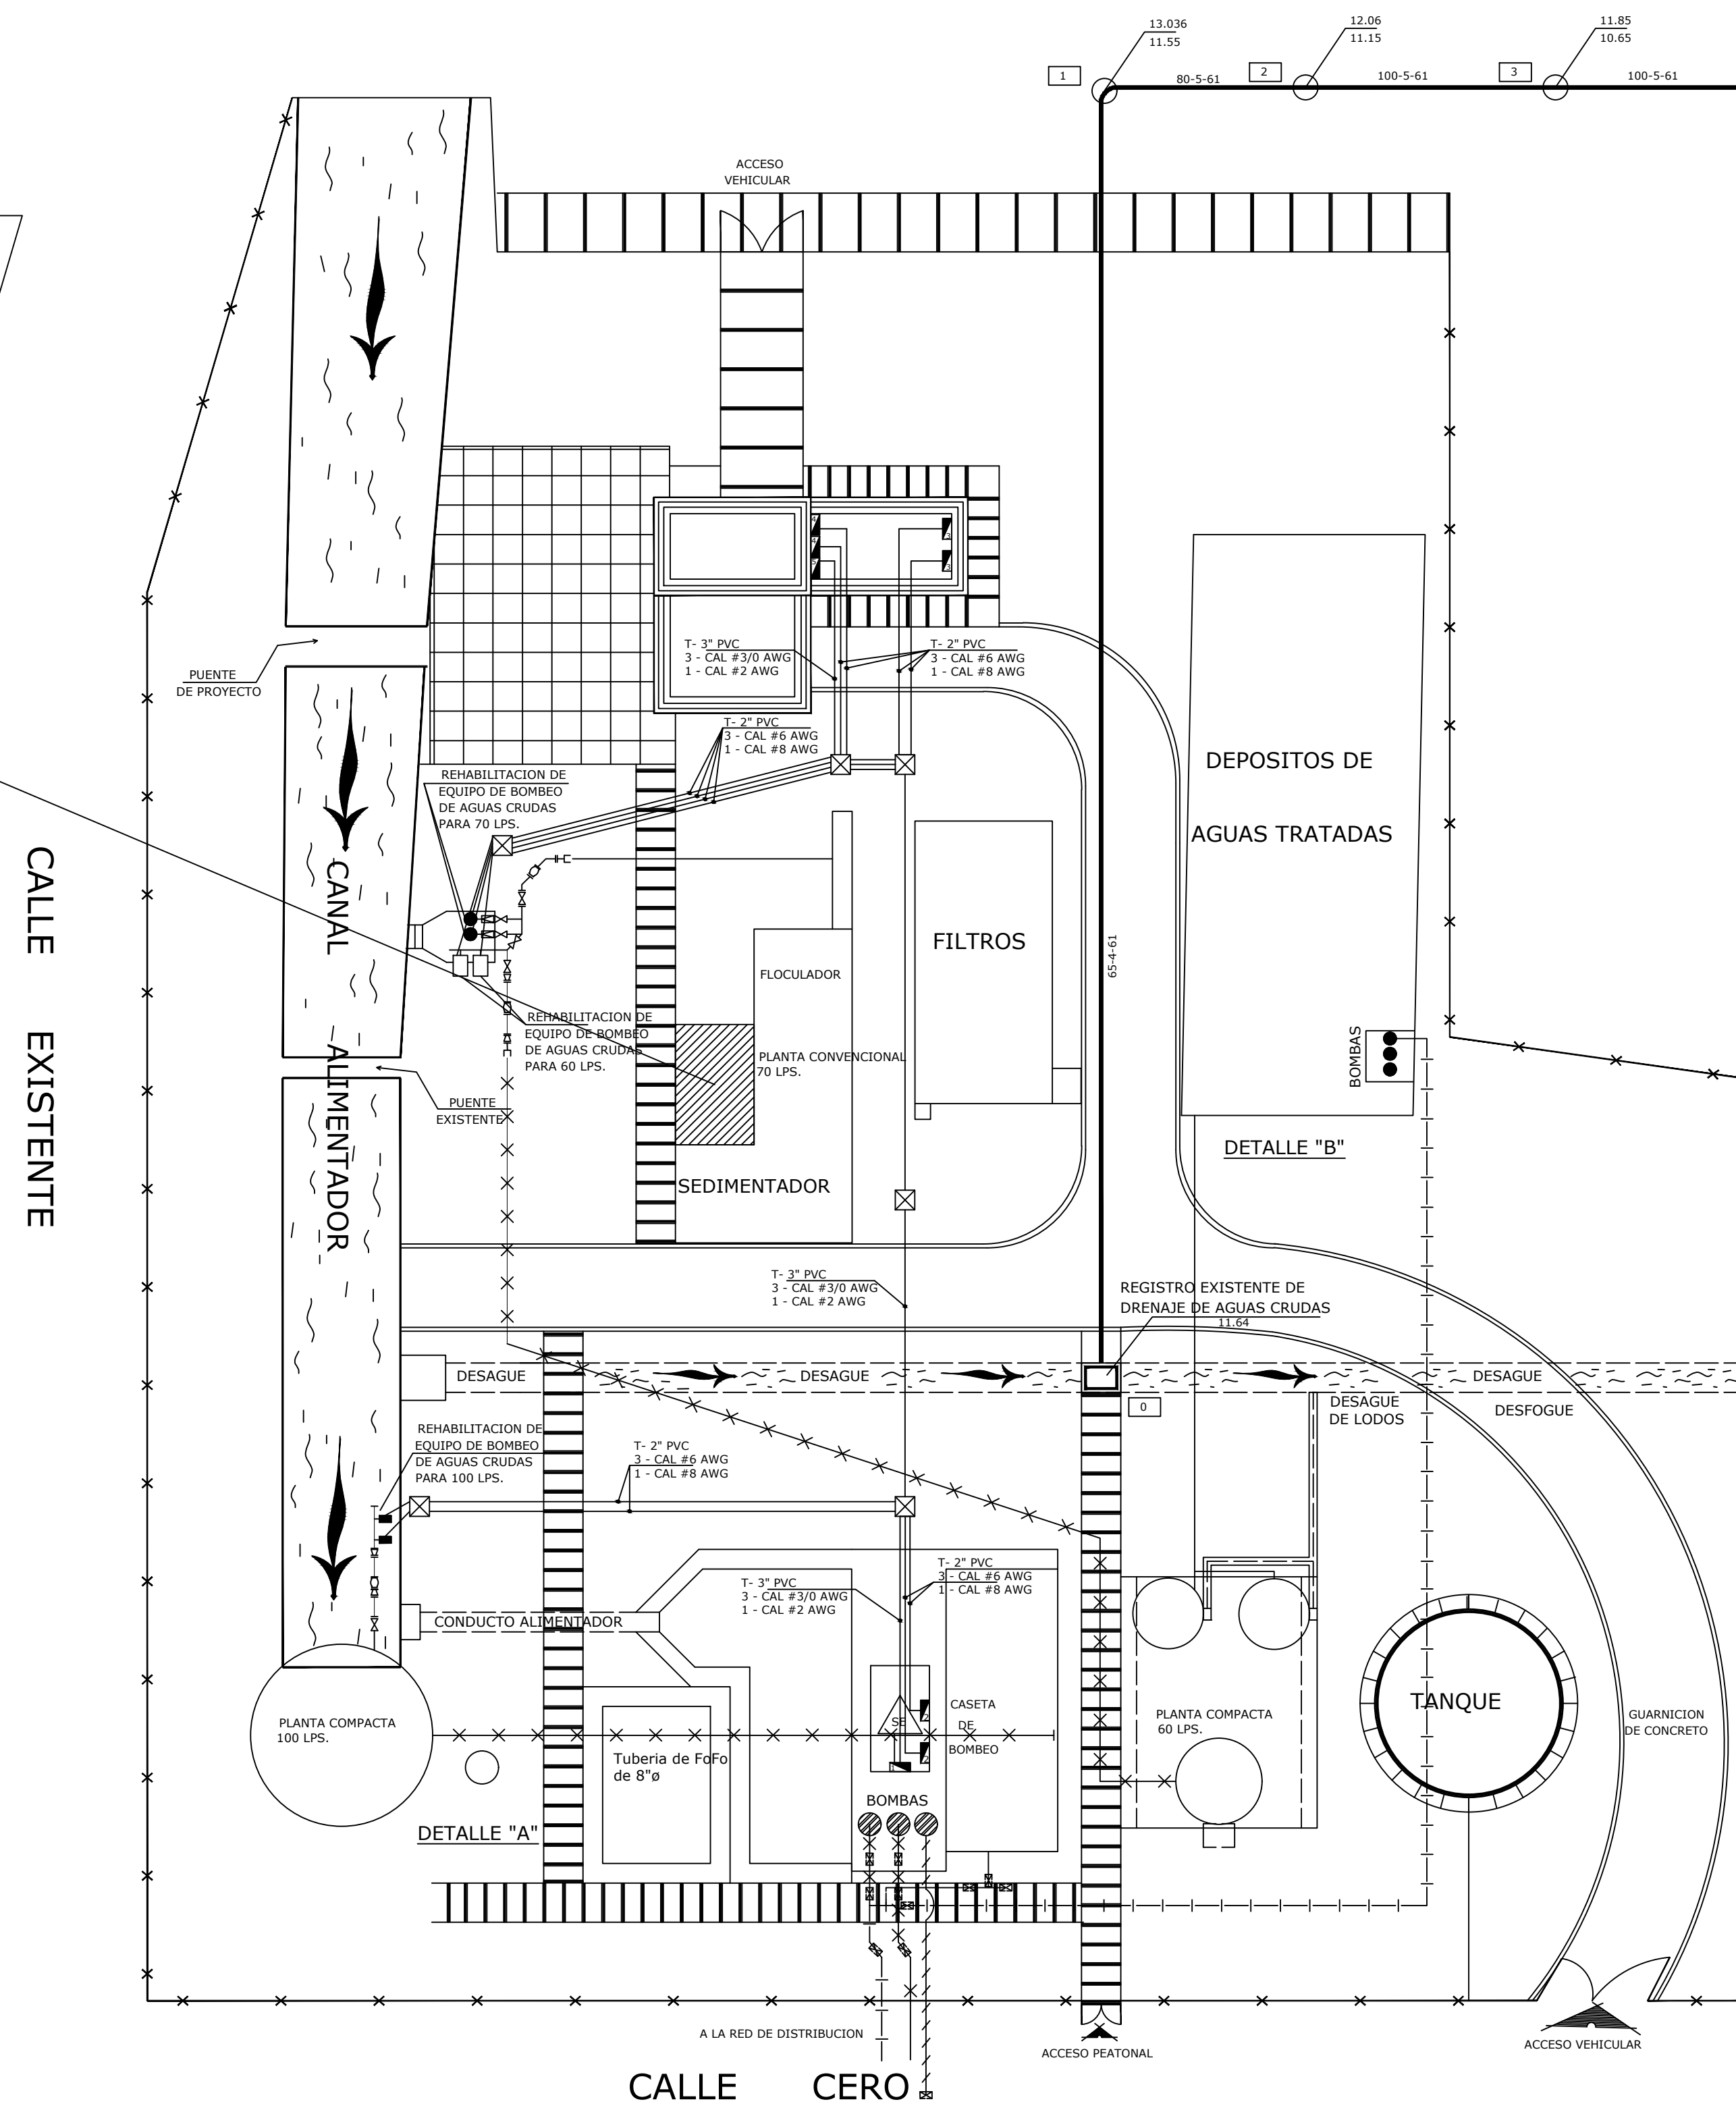 13.036
11.55
12.06
11.15
11.85
10.65
1
2
3
80-5-61
100-5-61
100-5-61
ACCESO
VEHICULAR
4
4
5
3
3
PUENTE
DE PROYECTO
T- 3" PVC
3 - CAL #3/0 AWG
1 - CAL #2 AWG
T- 2" PVC
3 - CAL #6 AWG
1 - CAL #8 AWG
T- 2" PVC
3 - CAL #6 AWG
1 - CAL #8 AWG
REHABILITACION DE
EQUIPO DE BOMBEO
DE AGUAS CRUDAS
PARA 70 LPS.
DEPOSITOS DE
AGUAS TRATADAS
CALLE EXISTENTE
CANAL ALIMENTADOR
FILTROS
65-4-61
FLOCULADOR
REHABILITACION DE
EQUIPO DE BOMBEO
DE AGUAS CRUDAS
PARA 60 LPS.
PLANTA CONVENCIONAL
70 LPS.
BOMBAS
PUENTE
EXISTENTE
DETALLE "B"
SEDIMENTADOR
T- 3" PVC
3 - CAL #3/0 AWG
1 - CAL #2 AWG
REGISTRO EXISTENTE DE
DRENAJE DE AGUAS CRUDAS
11.64
DESAGUE
DESAGUE
DESAGUE
0
DESAGUE
DE LODOS
DESFOGUE
REHABILITACION DE
EQUIPO DE BOMBEO
DE AGUAS CRUDAS
PARA 100 LPS.
T- 2" PVC
3 - CAL #6 AWG
1 - CAL #8 AWG
T- 3" PVC
3 - CAL #3/0 AWG
1 - CAL #2 AWG
T- 2" PVC
3 - CAL #6 AWG
1 - CAL #8 AWG
CONDUCTO ALIMENTADOR
PLANTA COMPACTA
100 LPS.
SE
2
2
1
CASETA
DE
BOMBEO
PLANTA COMPACTA
60 LPS.
TANQUE
GUARNICION
DE CONCRETO
Tuberia de FoFo
de 8"ø
BOMBAS
DETALLE "A"
A LA RED DE DISTRIBUCION
ACCESO PEATONAL
ACCESO VEHICULAR
CALLE CERO